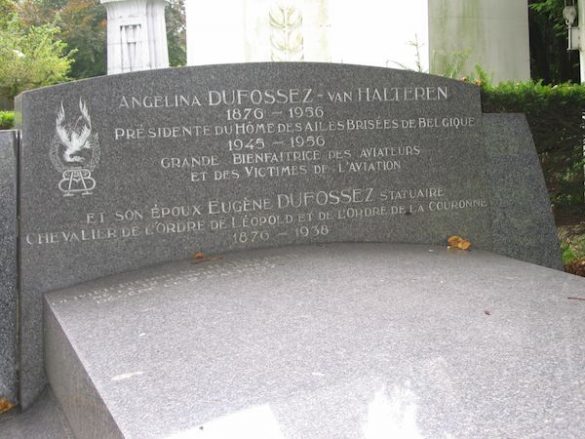 ANGÉLINA DUFOSSEZ - VAN HALTEREN
1876 - 1956
PRÉSIDENTE DU HÔME DES AILES BRISÉES DE BELGIQUE
1945 - 1956
GRANDE BIENFAITRICE DES AVIATEURS
ET DES VICTIMES DE L'AVIATION
ET SON ÉPOUX EUGÈNE DUFOSSEZ STATUAIRE
CHEVALIER DE L'ORDRE DE LÉOPOLD ET DE L'ORDRE DE LA COURONNE
1876 - 1938